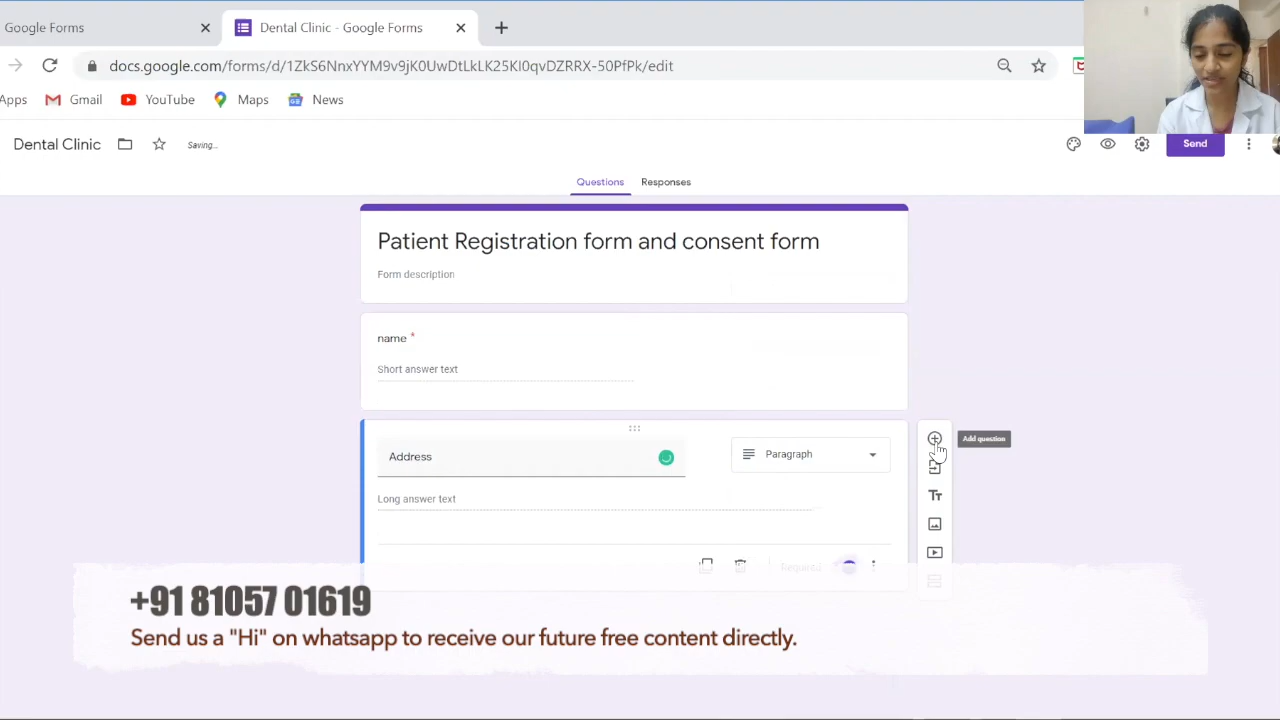 Google Forms
Dental Clinic - Google Forms
docs.google.com/forms/d/1ZkS6NnxYYM9v9jK0UwDtLkLK25KI0qvDZRRX-50PfPk/edit
Apps
Gmail
YouTube
Maps
News
Dental Clinic
Saving...
Send
Questions
Responses
Patient Registration form and consent form
Form description
name *
Short answer text
Address
Paragraph
Add question
Tт
Long answer text
Required
+91 81057 01619
Send us a "Hi" on whatsapp to receive our future free content directly.